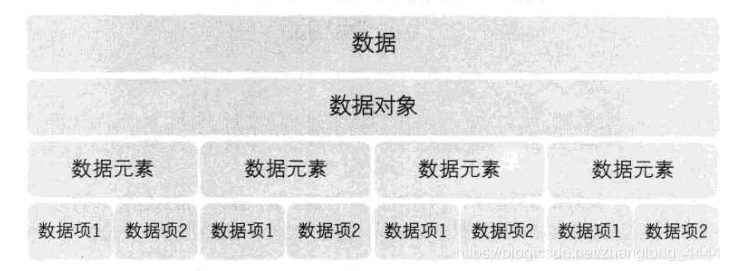 数据
数据对象
数据元素 数据元素 数据元素 数据元素
数据项1 数据项2 数据项1 数据项2 数据项1 数据项2 数据项1 数据项2
https://blog.csdn.net/zhanglong_4444